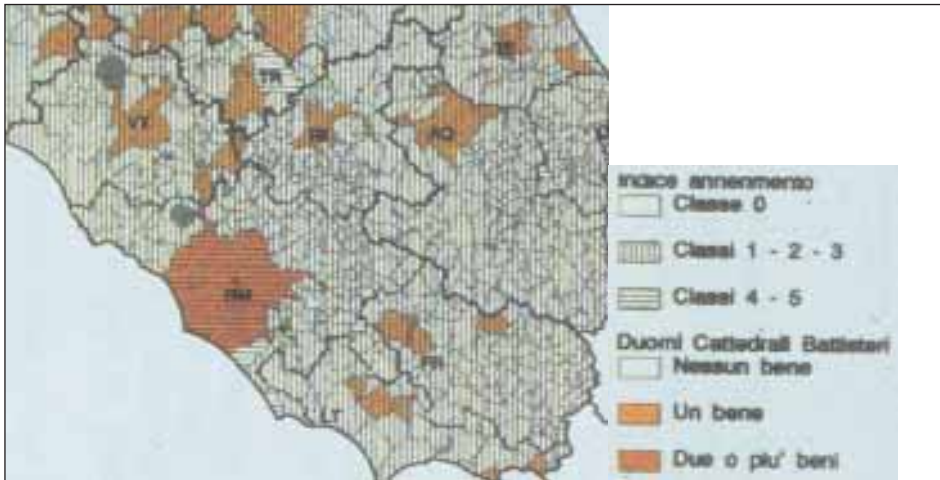 TE
TR
VT
RI
AQ
RM
FR
LT
Indice annerimento
Classe 0
Classi 1 - 2 - 3
Classi 4 - 5
Duomi Cattedrali Battisteri
Nessun bene
Un bene
Due o piu' beni